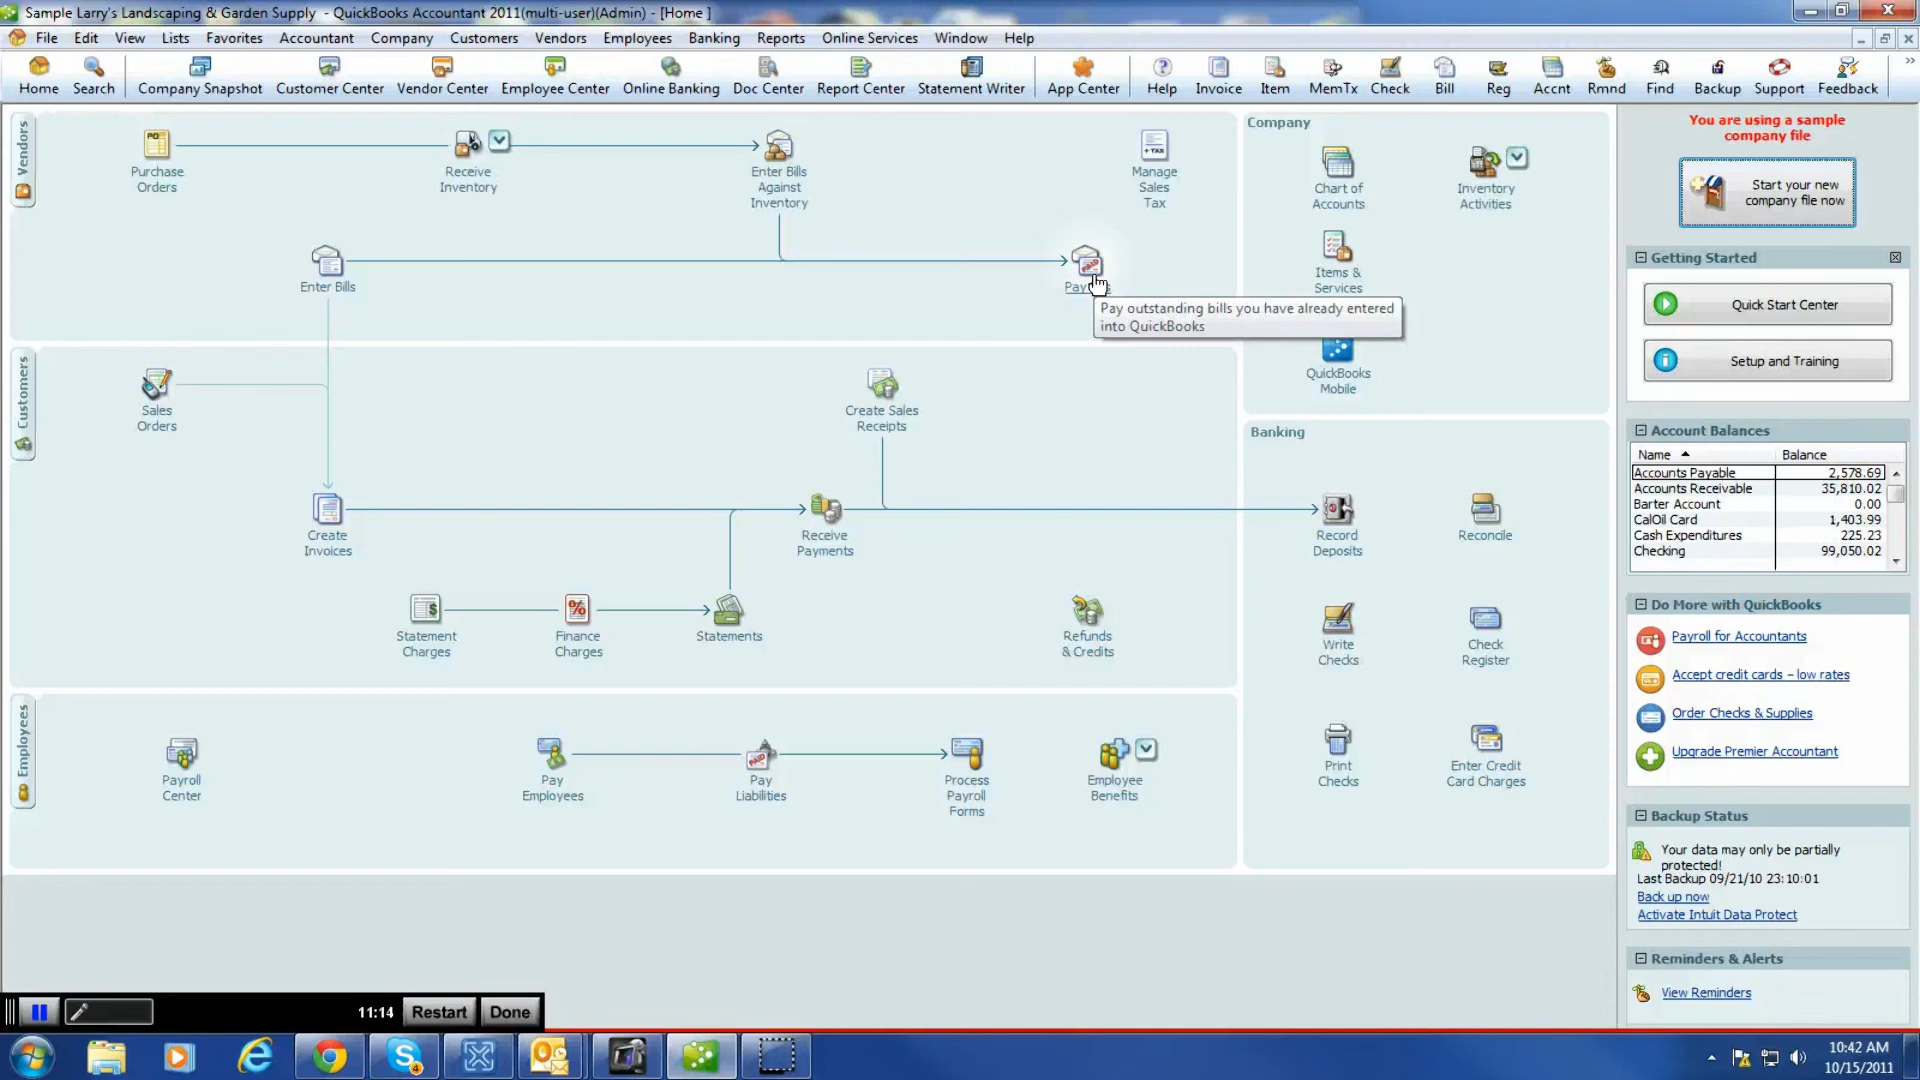 Sample Larry's Landscaping & Garden Supply - QuickBooks Accountant 2011(multi-user)(Admin) - [Home ]
File Edit View Lists Favorites Accountant Company Customers Vendors Employees Banking Reports Online Services Window Help
Home Search Company Snapshot Customer Center Vendor Center Employee Center Online Banking Doc Center Report Center Statement Writer App Center Help Invoice Item MemTx Check Bill Reg Accnt Rmnd Find Backup Support Feedback
Vendors
Purchase
Orders
Receive
Inventory
Enter Bills
Against
Inventory
Manage
Sales
Tax
+ TAX
PO
Enter Bills
PAID
Pay outstanding bills you have already entered
into QuickBooks
Customers
Sales
Orders
Create Sales
Receipts
Create
Invoices
Receive
Payments
Statement
Charges
Finance
Charges
Statements
Refunds
& Credits
Employees
Payroll
Center
Pay
Employees
PAID
Pay
Liabilities
Process
Payroll
Forms
Employee
Benefits
Company
Chart of
Accounts
Inventory
Activities
Items &
Services
QuickBooks
Mobile
Banking
Record
Deposits
Reconcile
Write
Checks
Check
Register
Print
Checks
Enter Credit
Card Charges
You are using a sample
company file
Start your new
company file now
Getting Started
Quick Start Center
Setup and Training
Account Balances
Name Balance
Accounts Payable 2,578.69
Accounts Receivable 35,810.02
Barter Account 0.00
CalOil Card 1,403.99
Cash Expenditures 225.23
Checking 99,050.02
Do More with QuickBooks
Payroll for Accountants
Accept credit cards – low rates
Order Checks & Supplies
Upgrade Premier Accountant
Backup Status
Your data may only be partially
protected!
Last Backup 09/21/10 23:10:01
Back up now
Activate Intuit Data Protect
Reminders & Alerts
View Reminders
11:14 Restart Done
4
10:42 AM
10/15/2011